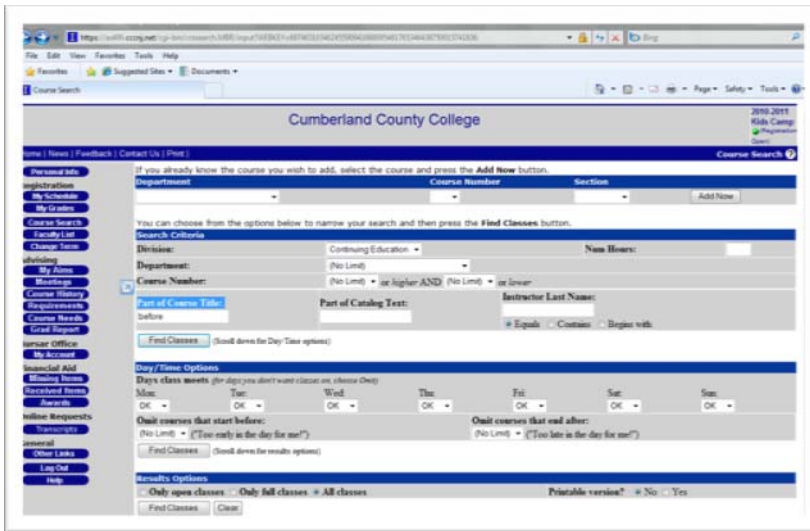 Bing
File Edit View Favorites Tools Help
Favorites Suggested Sites Documents
Course Search Page Safety Tools
Cumberland County College
2010-2011
Kids Camp
Home | News | Feedback | Contact Us | Print | Course Search
If you already know the course you wish to add, select the course and press the Add Now button.
Department Course Number Section
Add Now
You can choose from the options below to narrow your search and then press the Find Classes button.
Search Criteria
Division: Continuing Education Num Hours:
Department: (No Limit)
Course Number: (No Limit) or higher AND (No Limit) or lower
Part of Course Title: Part of Catalog Text: Instructor Last Name:
before
Equals Contains Begins with
Find Classes (Scroll down for Day/Time options)
Day/Time Options
Days class meets (for days you don't want classes on, choose Omit)
Mon: Tue: Wed: Thu: Fri: Sat: Sun:
OK OK OK OK OK OK OK
Omit courses that start before: Omit courses that end after:
(No Limit) ("Too early in the day for me!") (No Limit) ("Too late in the day for me!")
Find Classes (Scroll down for results options)
Results Options
Only open classes Only full classes All classes Printable version? No Yes
Find Classes Clear
Personal Info
egistration
My Schedule
My Grades
Course Search
Faculty List
Change Term
dvising
My Aims
Meetings
Course History
Requirements
Course Needs
Grad Report
ursar Office
My Account
inancial Aid
Missing Items
Received Items
Awards
nline Requests
Transcripts
eneral
Other Links
Log Out
Help